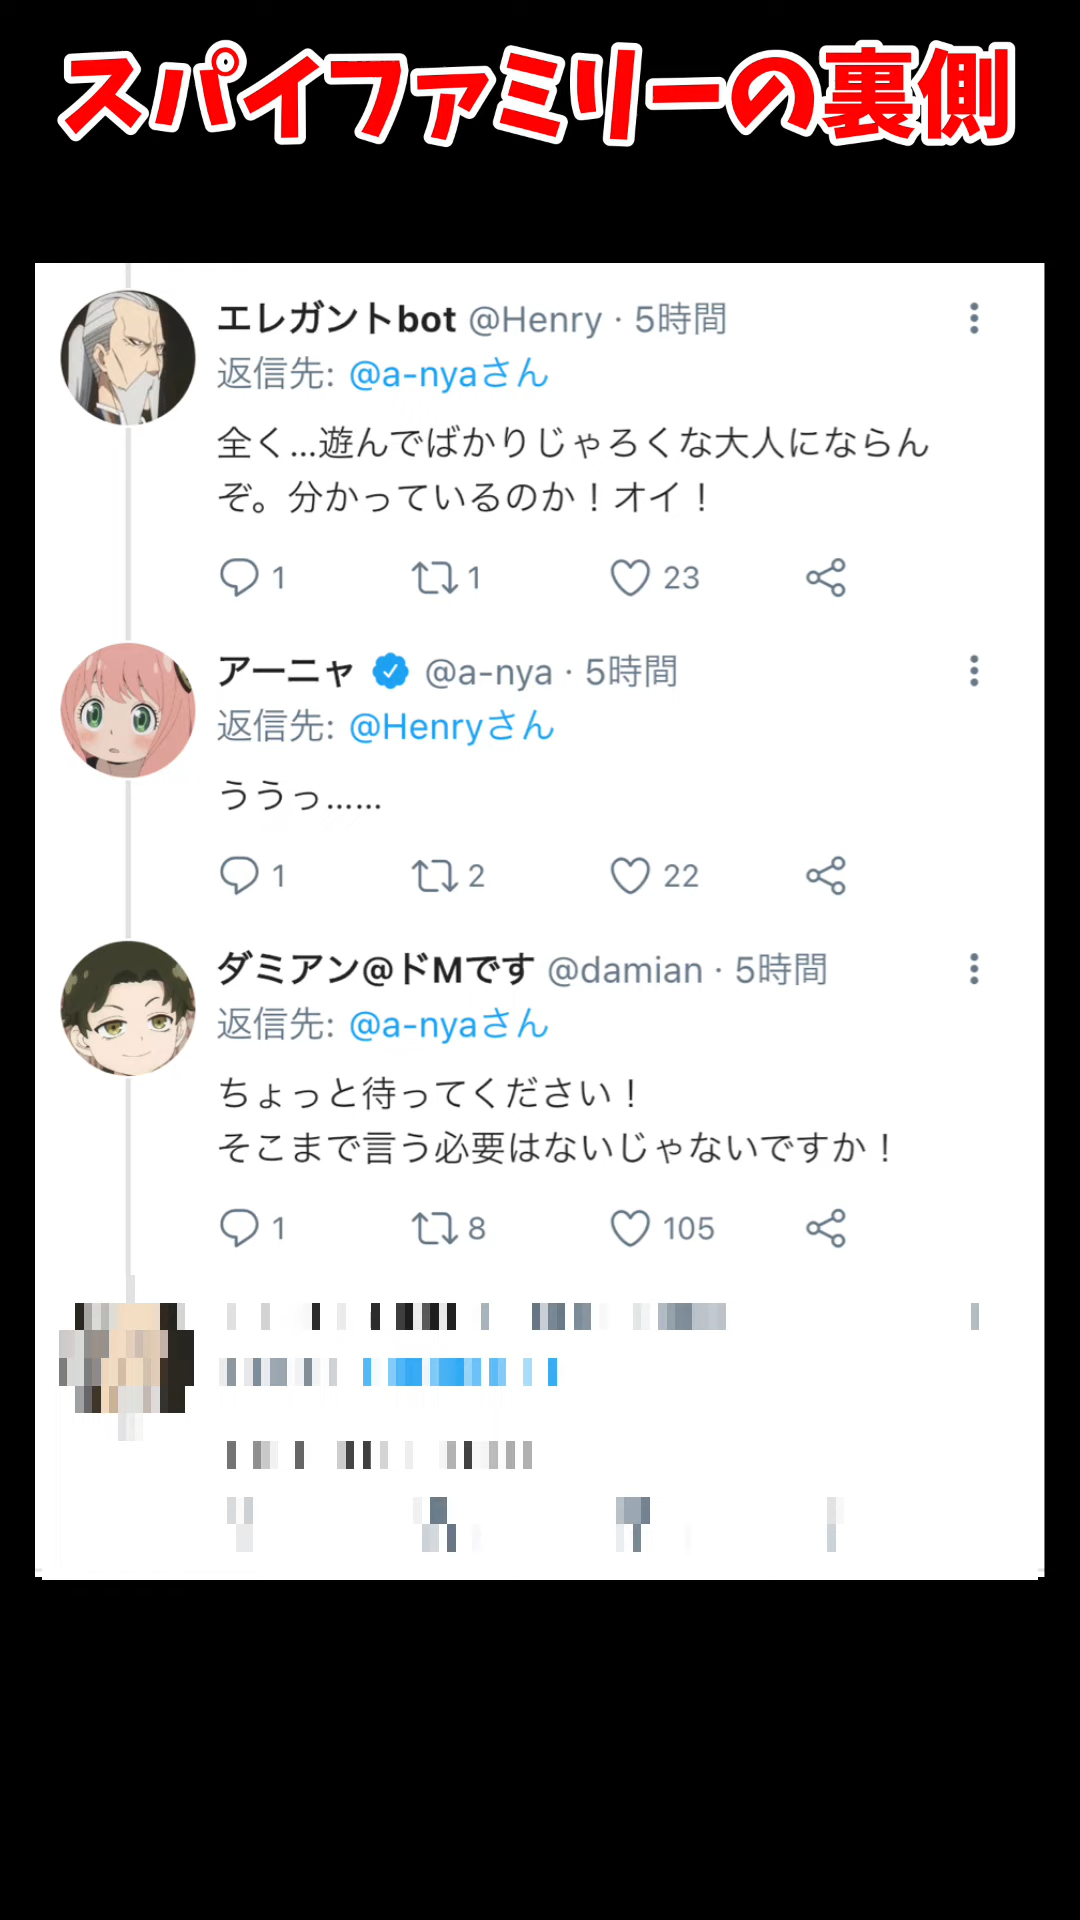 スパイファミリーの裏側
エレガントbot @Henry · 5時間
返信先: @a-nyaさん
全く...遊んでばかりじゃろくな大人にならん
ぞ。分かっているのか！オイ！
1 1 23
アーニャ @a-nya · 5時間
返信先: @Henryさん
ううっ......
1 2 22
ダミアン@ドMです @damian · 5時間
返信先: @a-nyaさん
ちょっと待ってください！
そこまで言う必要はないじゃないですか！
1 8 105